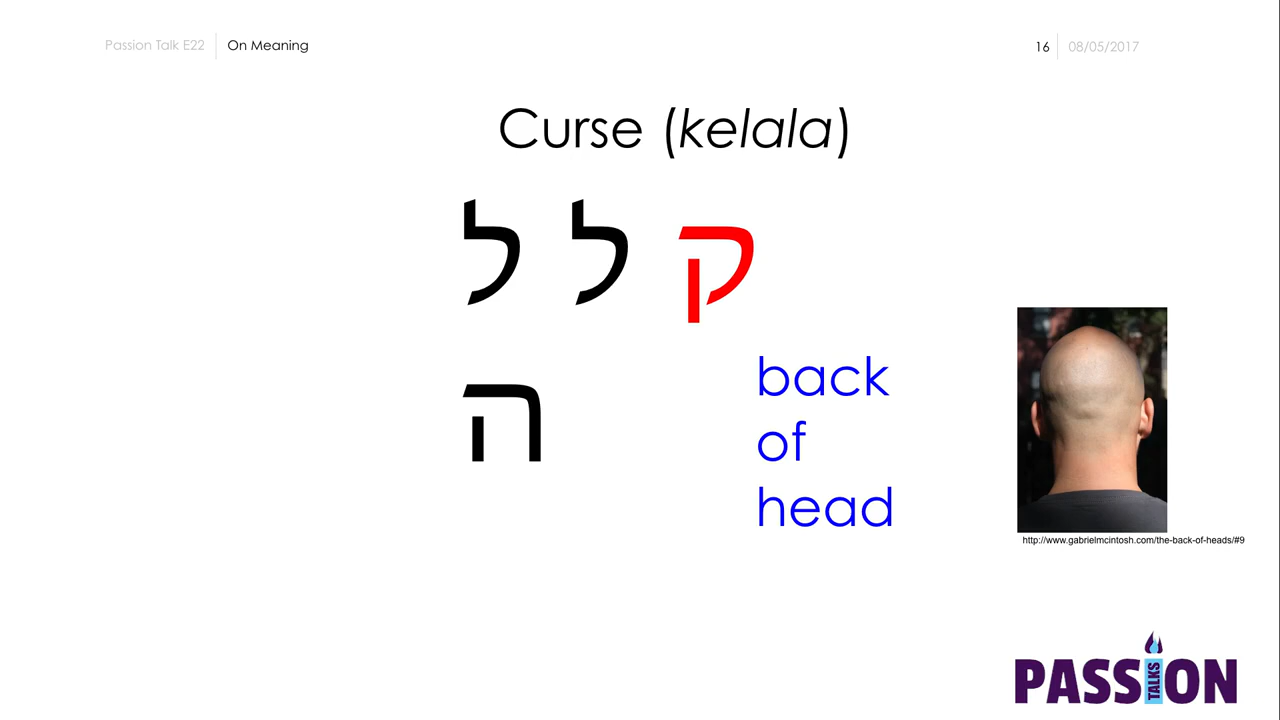 Passion Talk E22
On Meaning
16
08/05/2017
Curse (kelala)
ק ל ל
ה
back
of
head
http://www.gabrielmcintosh.com/the-back-of-heads/#9
PASSION
TALKS